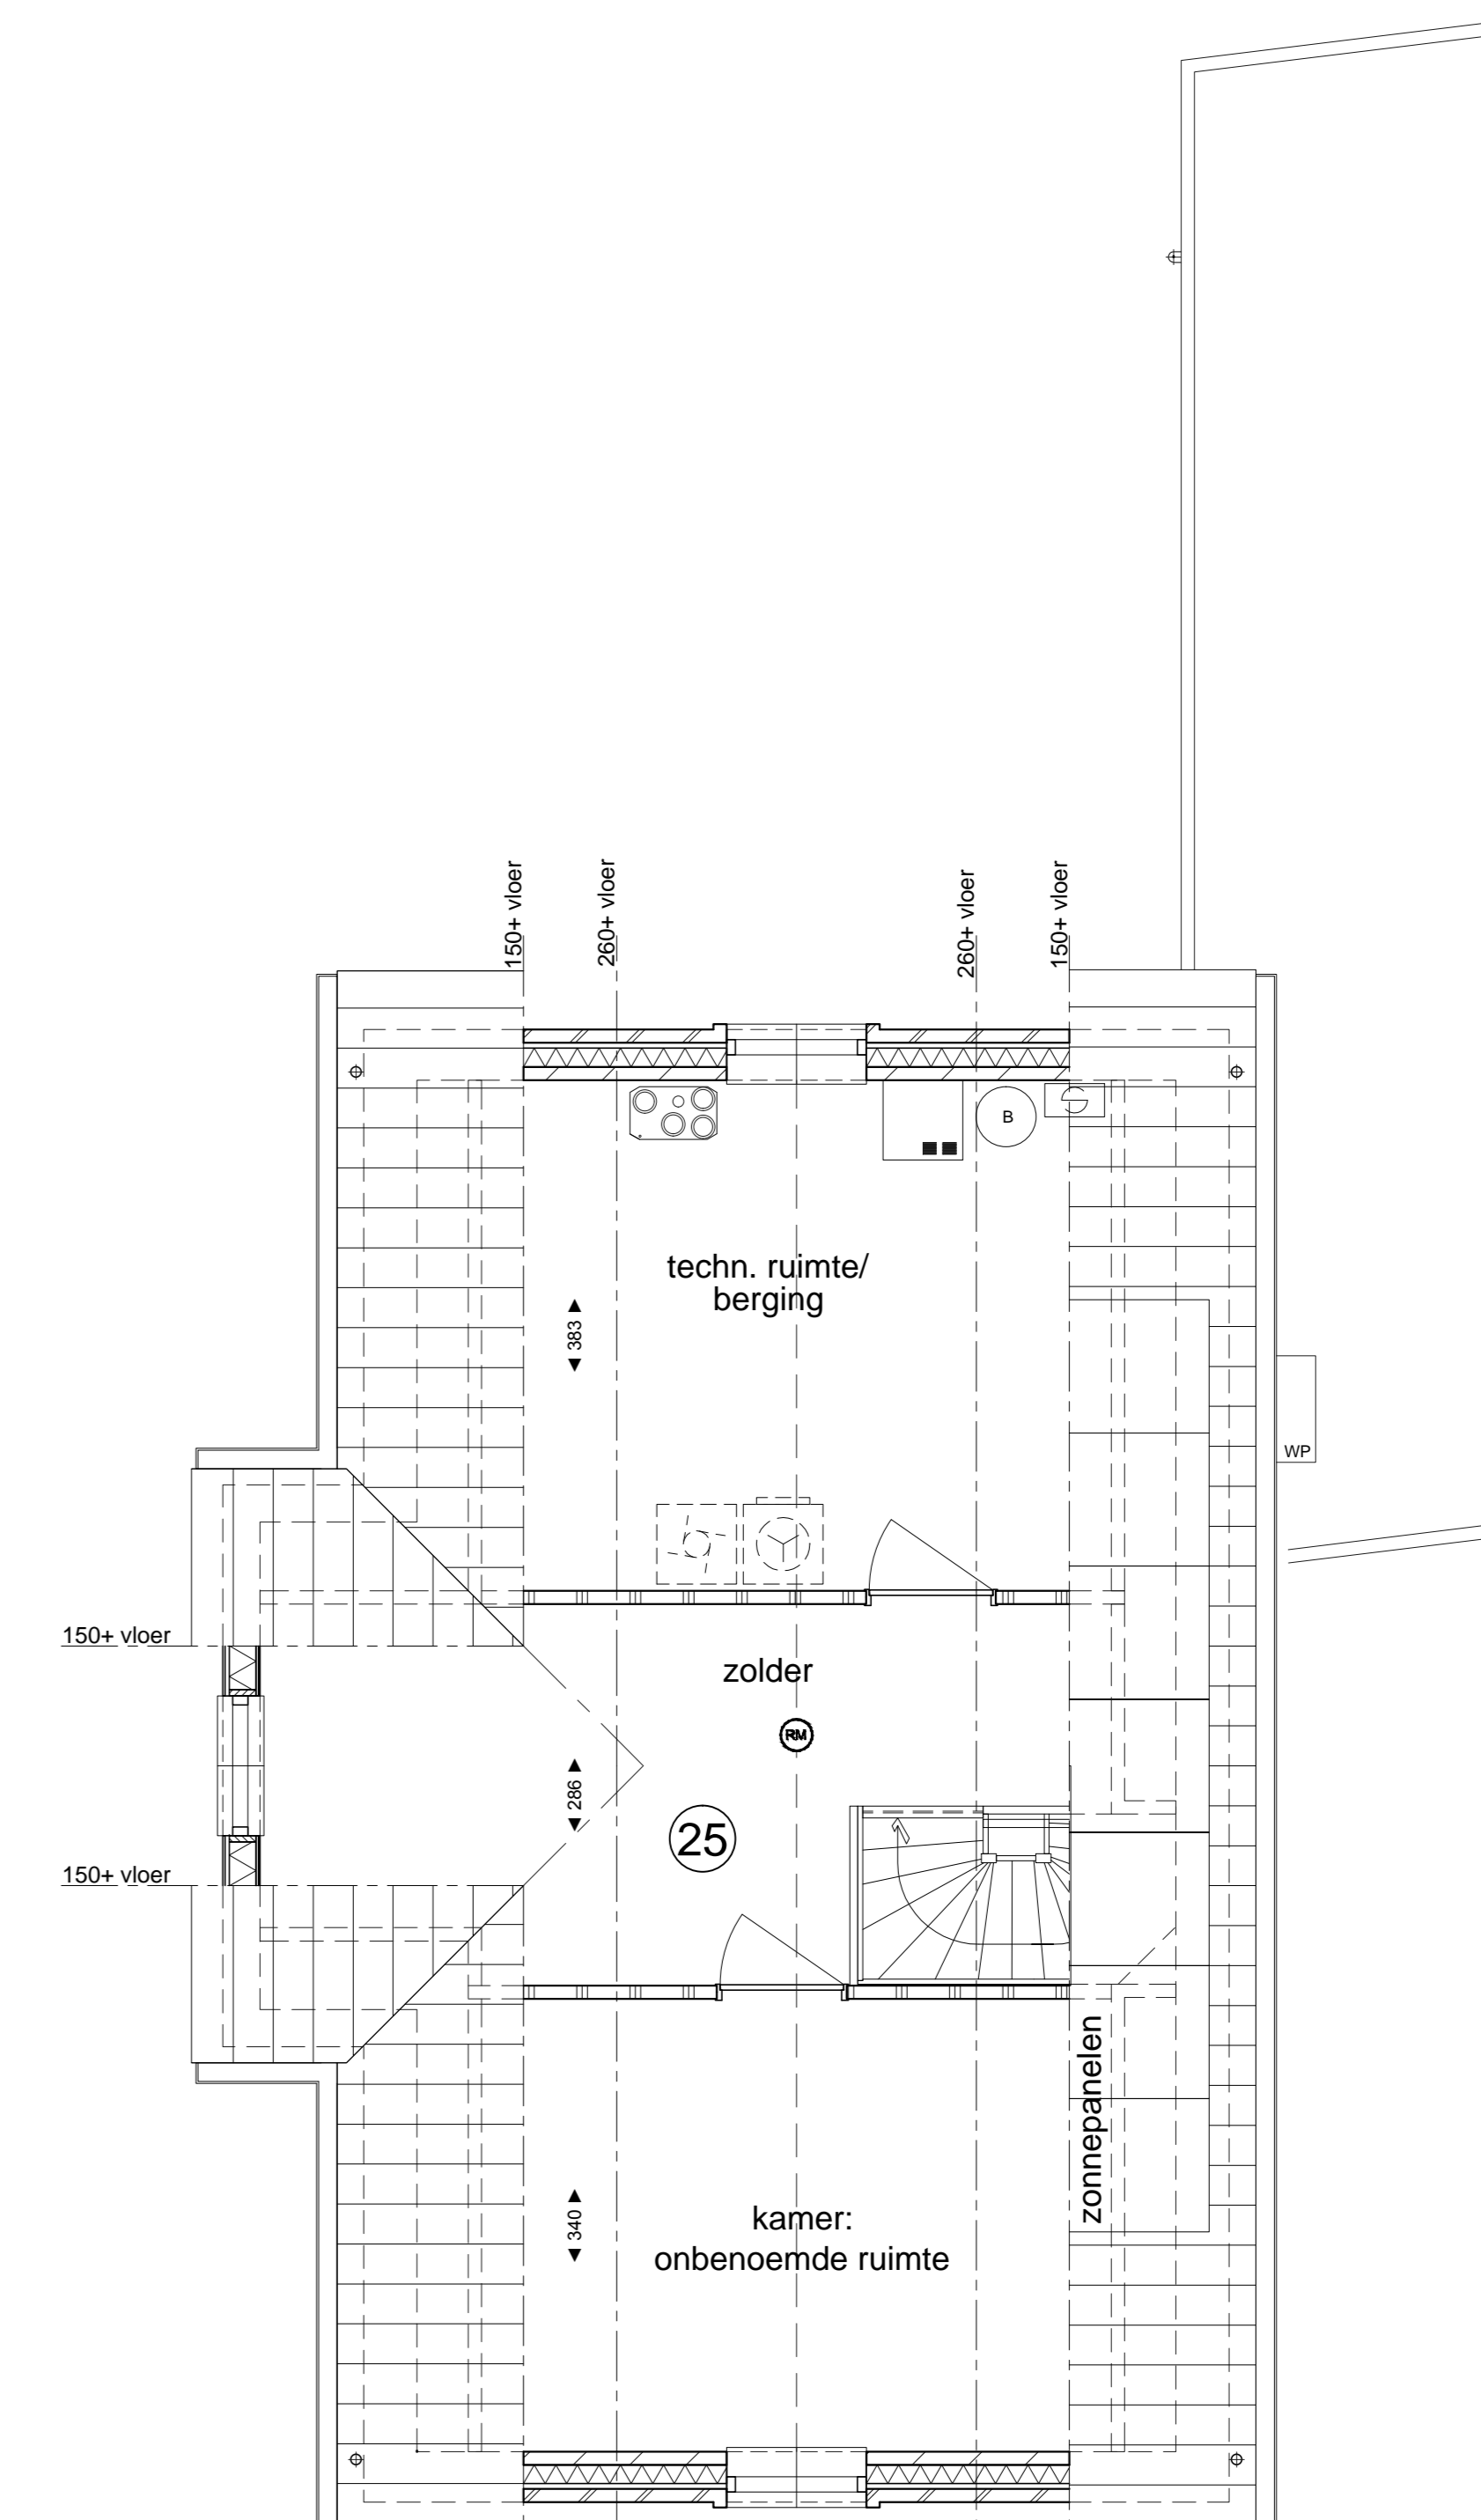 150+ vloer
260+ vloer
260+ vloer
150+ vloer
B
techn. ruimte/
berging
383
WP
150+ vloer
zolder
RM
286
25
150+ vloer
zonnepanelen
340
kamer:
onbenoemde ruimte